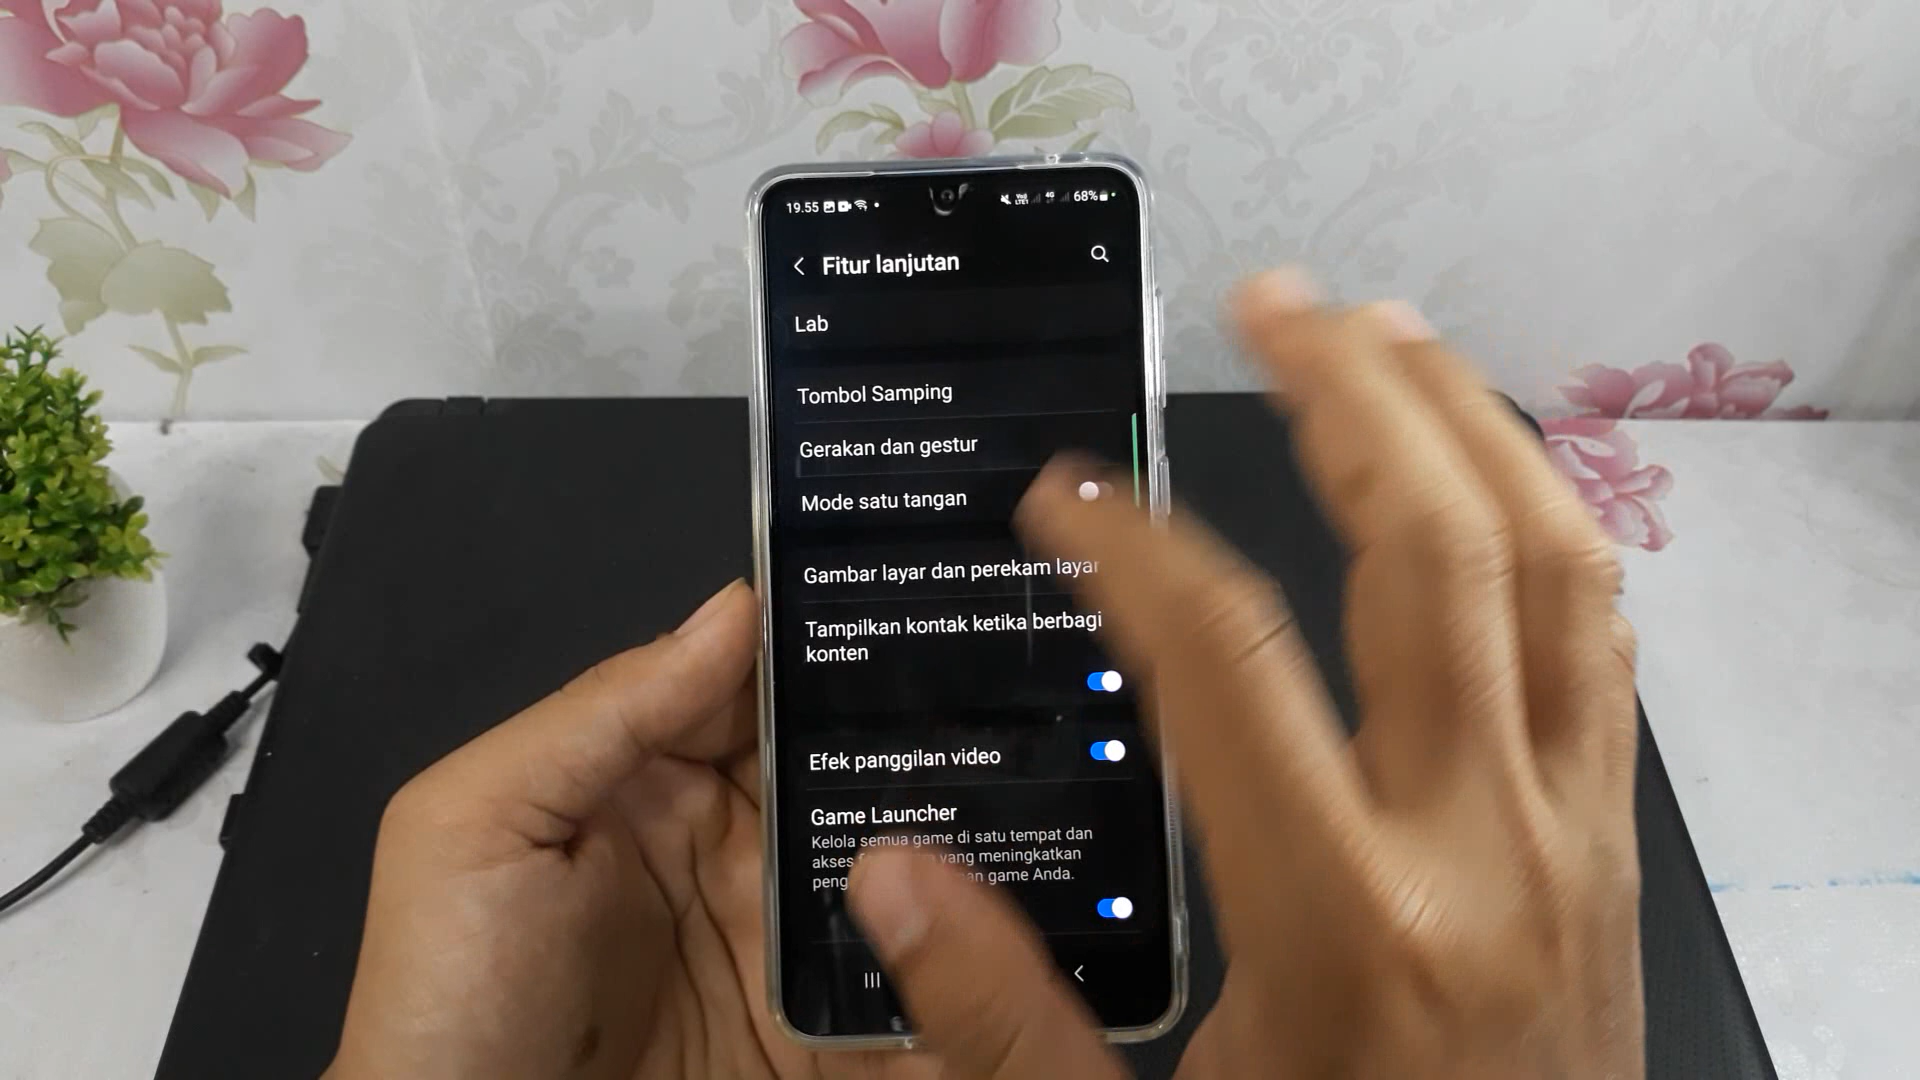 19.55
4G
68%
Fitur lanjutan
Lab
Tombol Samping
Gerakan dan gestur
Mode satu tangan
Gambar layar dan perekam layar
Tampilkan kontak ketika berbagi
konten
Efek panggilan video
Game Launcher
Kelola semua game di satu tempat dan
akses yang meningkatkan
game Anda.